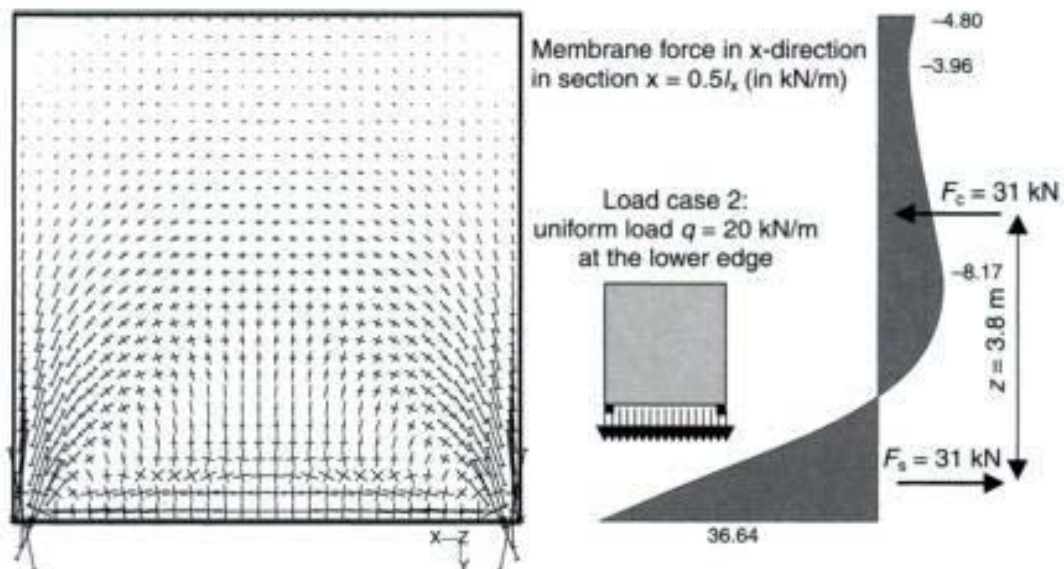 Membrane force in x-direction
in section x = 0.5lₓ (in kN/m)
Load case 2:
uniform load q = 20 kN/m
at the lower edge
–4.80
–3.96
F_c = 31 kN
–8.17
z = 3.8 m
F_s = 31 kN
36.64
X Z
Y